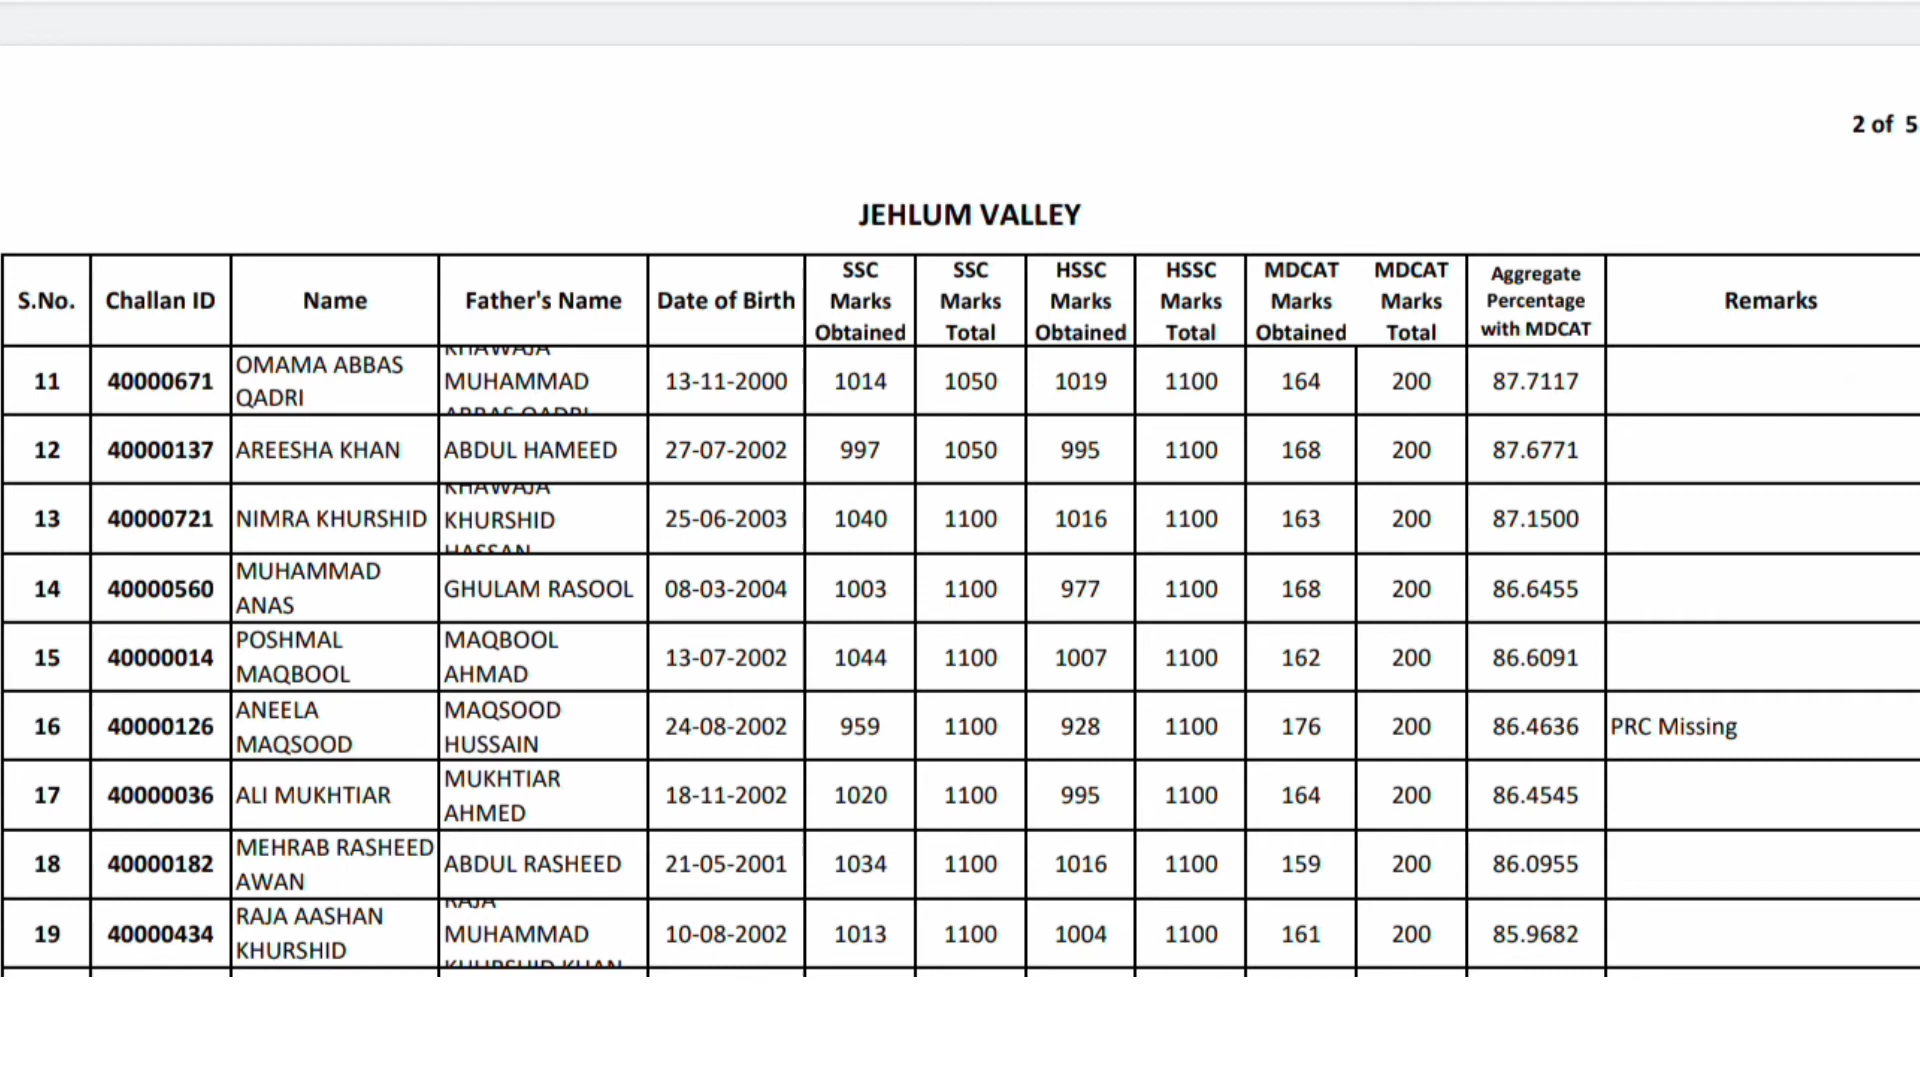 2 of 5
JEHLUM VALLEY
S.No. Challan ID Name Father's Name Date of Birth SSC Marks Obtained SSC Marks Total HSSC Marks Obtained HSSC Marks Total MDCAT Marks Obtained MDCAT Marks Total Aggregate Percentage with MDCAT Remarks
11 40000671 OMAMA ABBAS QADRI KHAWAJA MUHAMMAD ABBAS QADRI 13-11-2000 1014 1050 1019 1100 164 200 87.7117
12 40000137 AREESHA KHAN ABDUL HAMEED 27-07-2002 997 1050 995 1100 168 200 87.6771
13 40000721 NIMRA KHURSHID KHAWAJA KHURSHID HASSAN 25-06-2003 1040 1100 1016 1100 163 200 87.1500
14 40000560 MUHAMMAD ANAS GHULAM RASOOL 08-03-2004 1003 1100 977 1100 168 200 86.6455
15 40000014 POSHMAL MAQBOOL MAQBOOL AHMAD 13-07-2002 1044 1100 1007 1100 162 200 86.6091
16 40000126 ANEELA MAQSOOD MAQSOOD HUSSAIN 24-08-2002 959 1100 928 1100 176 200 86.4636 PRC Missing
17 40000036 ALI MUKHTIAR MUKHTIAR AHMED 18-11-2002 1020 1100 995 1100 164 200 86.4545
18 40000182 MEHRAB RASHEED AWAN ABDUL RASHEED 21-05-2001 1034 1100 1016 1100 159 200 86.0955
19 40000434 RAJA AASHAN KHURSHID RAJA MUHAMMAD KHURSHID KHAN 10-08-2002 1013 1100 1004 1100 161 200 85.9682